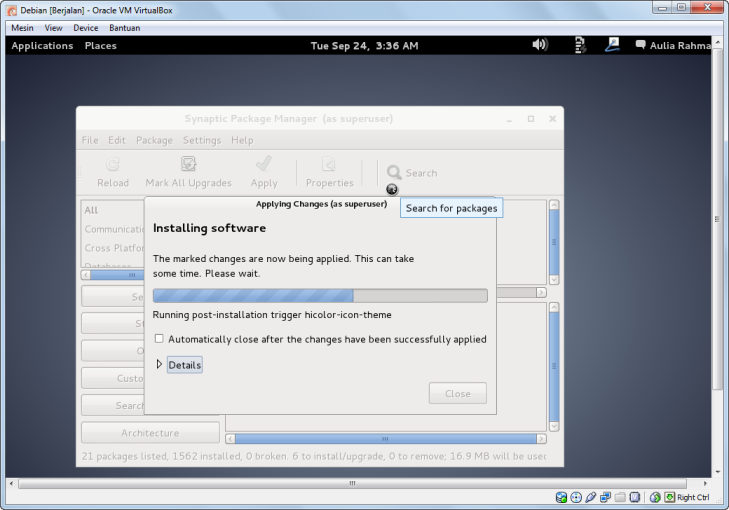 Debian [Berjalan] - Oracle VM VirtualBox
Mesin View Device Bantuan
Applications Places Tue Sep 24, 3:36 AM Aulia Rahma
Synaptic Package Manager (as superuser)
File Edit Package Settings Help
Reload Mark All Upgrades Apply Properties Search
Search for packages
All
Communicatio
Cross Platfo
Databases
Se
St
O
Custo
Search
Architecture
Applying Changes (as superuser)
Installing software
The marked changes are now being applied. This can take
some time. Please wait.
Running post-installation trigger hicolor-icon-theme
Automatically close after the changes have been successfully applied
Details
Close
21 packages listed, 1562 installed, 0 broken. 6 to install/upgrade, 0 to remove; 16.9 MB will be used
Right Ctrl